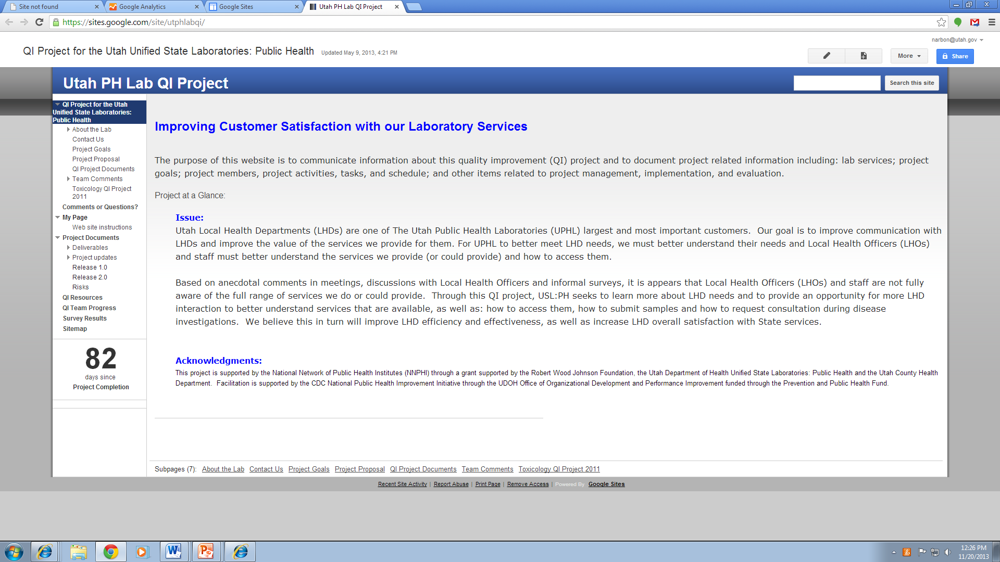 Site not found
Google Analytics
Google Sites
Utah PH Lab QI Project
https://sites.google.com/site/utphlabqi/
narbon@utah.gov
QI Project for the Utah Unified State Laboratories: Public Health
Updated May 9, 2013, 4:21 PM
More
Share
Utah PH Lab QI Project
Search this site
QI Project for the Utah
Unified State Laboratories:
Public Health
About the Lab
Contact Us
Project Goals
Project Proposal
QI Project Documents
Team Comments
Toxicology QI Project
2011
Comments or Questions?
My Page
Web site instructions
Project Documents
Deliverables
Project updates
Release 1.0
Release 2.0
Risks
QI Resources
QI Team Progress
Survey Results
Sitemap
82
days since
Project Completion
Improving Customer Satisfaction with our Laboratory Services
The purpose of this website is to communicate information about this quality improvement (QI) project and to document project related information including: lab services; project
goals; project members, project activities, tasks, and schedule; and other items related to project management, implementation, and evaluation.
Project at a Glance:
Issue:
Utah Local Health Departments (LHDs) are one of The Utah Public Health Laboratories (UPHL) largest and most important customers.  Our goal is to improve communication with
LHDs and improve the value of the services we provide for them. For UPHL to better meet LHD needs, we must better understand their needs and Local Health Officers (LHOs)
and staff must better understand the services we provide (or could provide) and how to access them.
Based on anecdotal comments in meetings, discussions with Local Health Officers and informal surveys, it is appears that Local Health Officers (LHOs) and staff are not fully
aware of the full range of services we do or could provide.  Through this QI project, USL:PH seeks to learn more about LHD needs and to provide an opportunity for more LHD
interaction to better understand services that are available, as well as: how to access them, how to submit samples and how to request consultation during disease
investigations.  We believe this in turn will improve LHD efficiency and effectiveness, as well as increase LHD overall satisfaction with State services.
Acknowledgments:
This project is supported by the National Network of Public Health Institutes (NNPHI) through a grant supported by the Robert Wood Johnson Foundation, the Utah Department of Health Unified State Laboratories: Public Health and the Utah County Health
Department.  Facilitation is supported by the CDC National Public Health Improvement Initiative through the UDOH Office of Organizational Development and Performance Improvement funded through the Prevention and Public Health Fund.
Subpages (7): About the Lab Contact Us Project Goals Project Proposal QI Project Documents Team Comments Toxicology QI Project 2011
Recent Site Activity | Report Abuse | Print Page | Remove Access | Powered By Google Sites
12:26 PM
11/20/2013